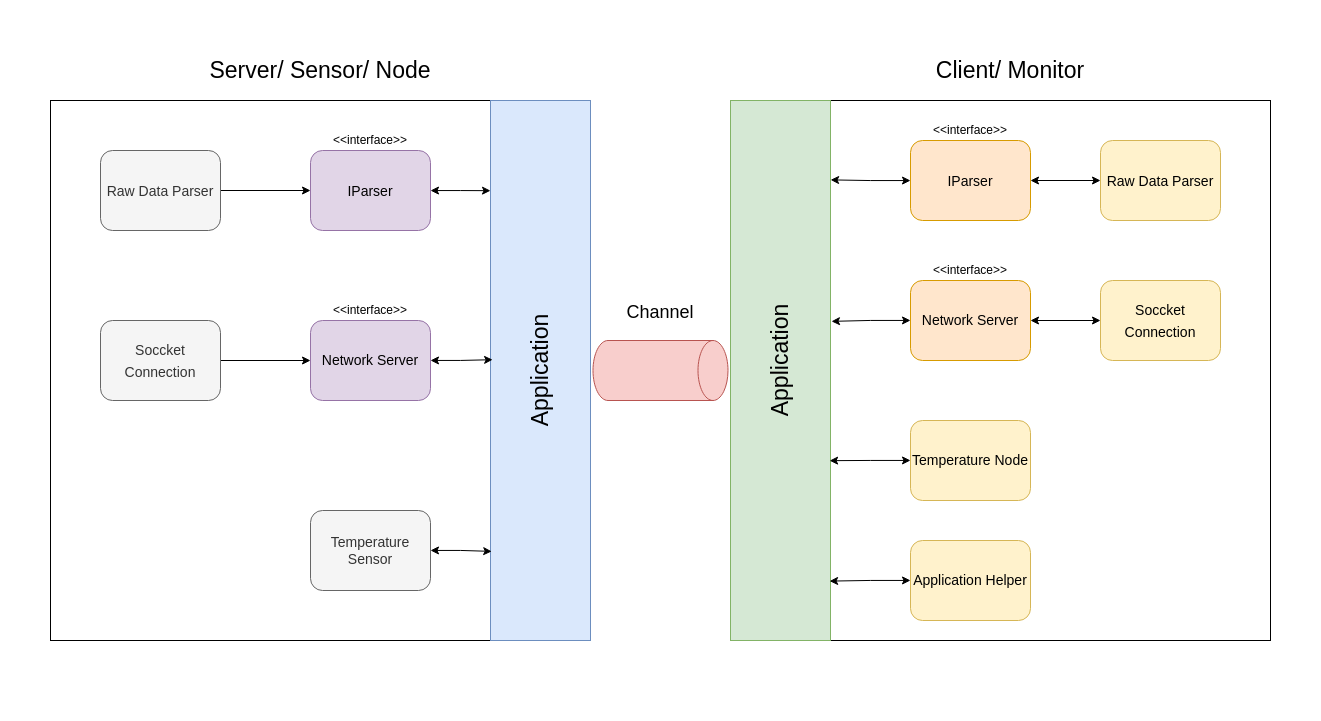 Server/ Sensor/ Node
Client/ Monitor
<<interface>>
Raw Data Parser
IParser
<<interface>>
Soccket
Connection
Network Server
Temperature
Sensor
Application
Channel
Application
<<interface>>
IParser
Raw Data Parser
<<interface>>
Network Server
Soccket
Connection
Temperature Node
Application Helper